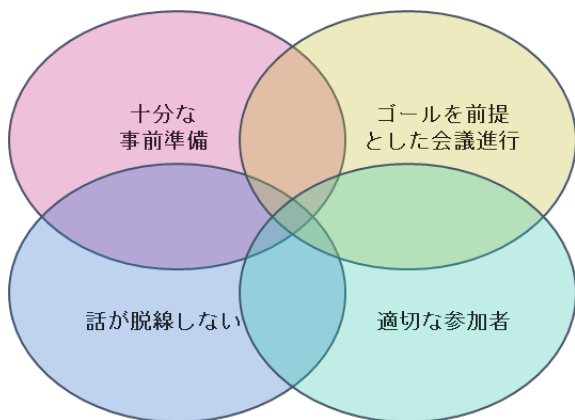 十分な
事前準備
ゴールを前提
とした会議進行
話が脱線しない
適切な参加者